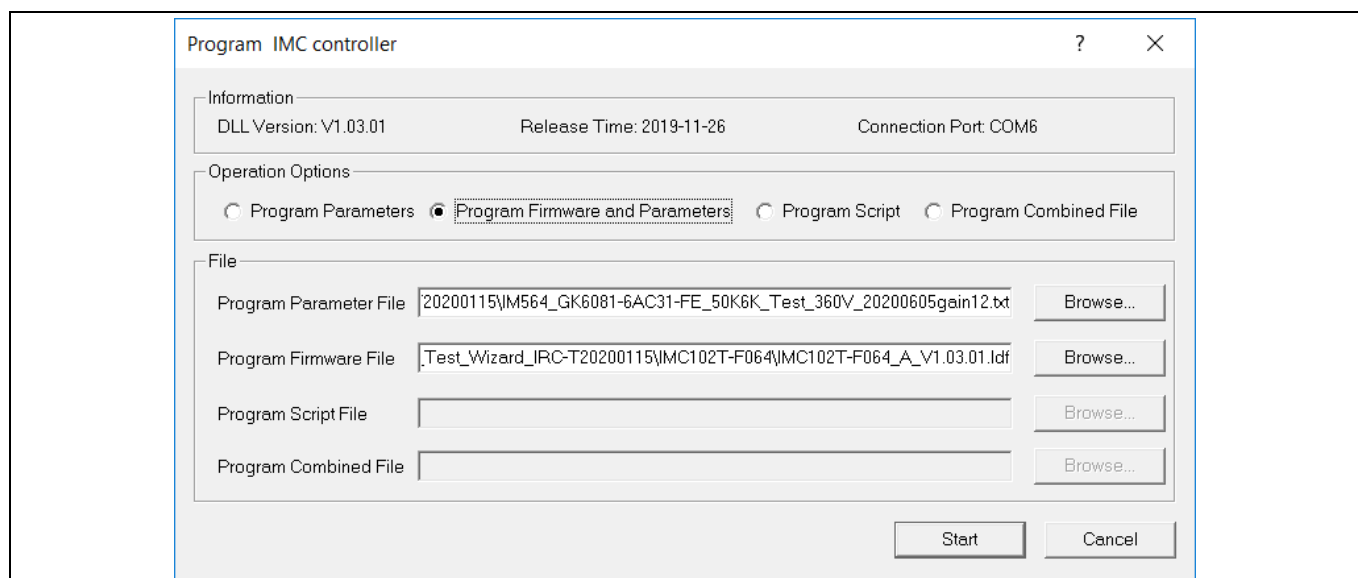 Program IMC controller ? ×
Information
DLL Version: V1.03.01 Release Time: 2019-11-26 Connection Port: COM6
Operation Options
Program Parameters Program Firmware and Parameters Program Script Program Combined File
File
Program Parameter File 20200115\IM564_GK6081-6AC31-FE_50K6K_Test_360V_20200605gain12.txt Browse...
Program Firmware File _Test_Wizard_IRC-T20200115\IMC102T-F064\IMC102T-F064_A_V1.03.01.ldf Browse...
Program Script File Browse...
Program Combined File Browse...
Start Cancel